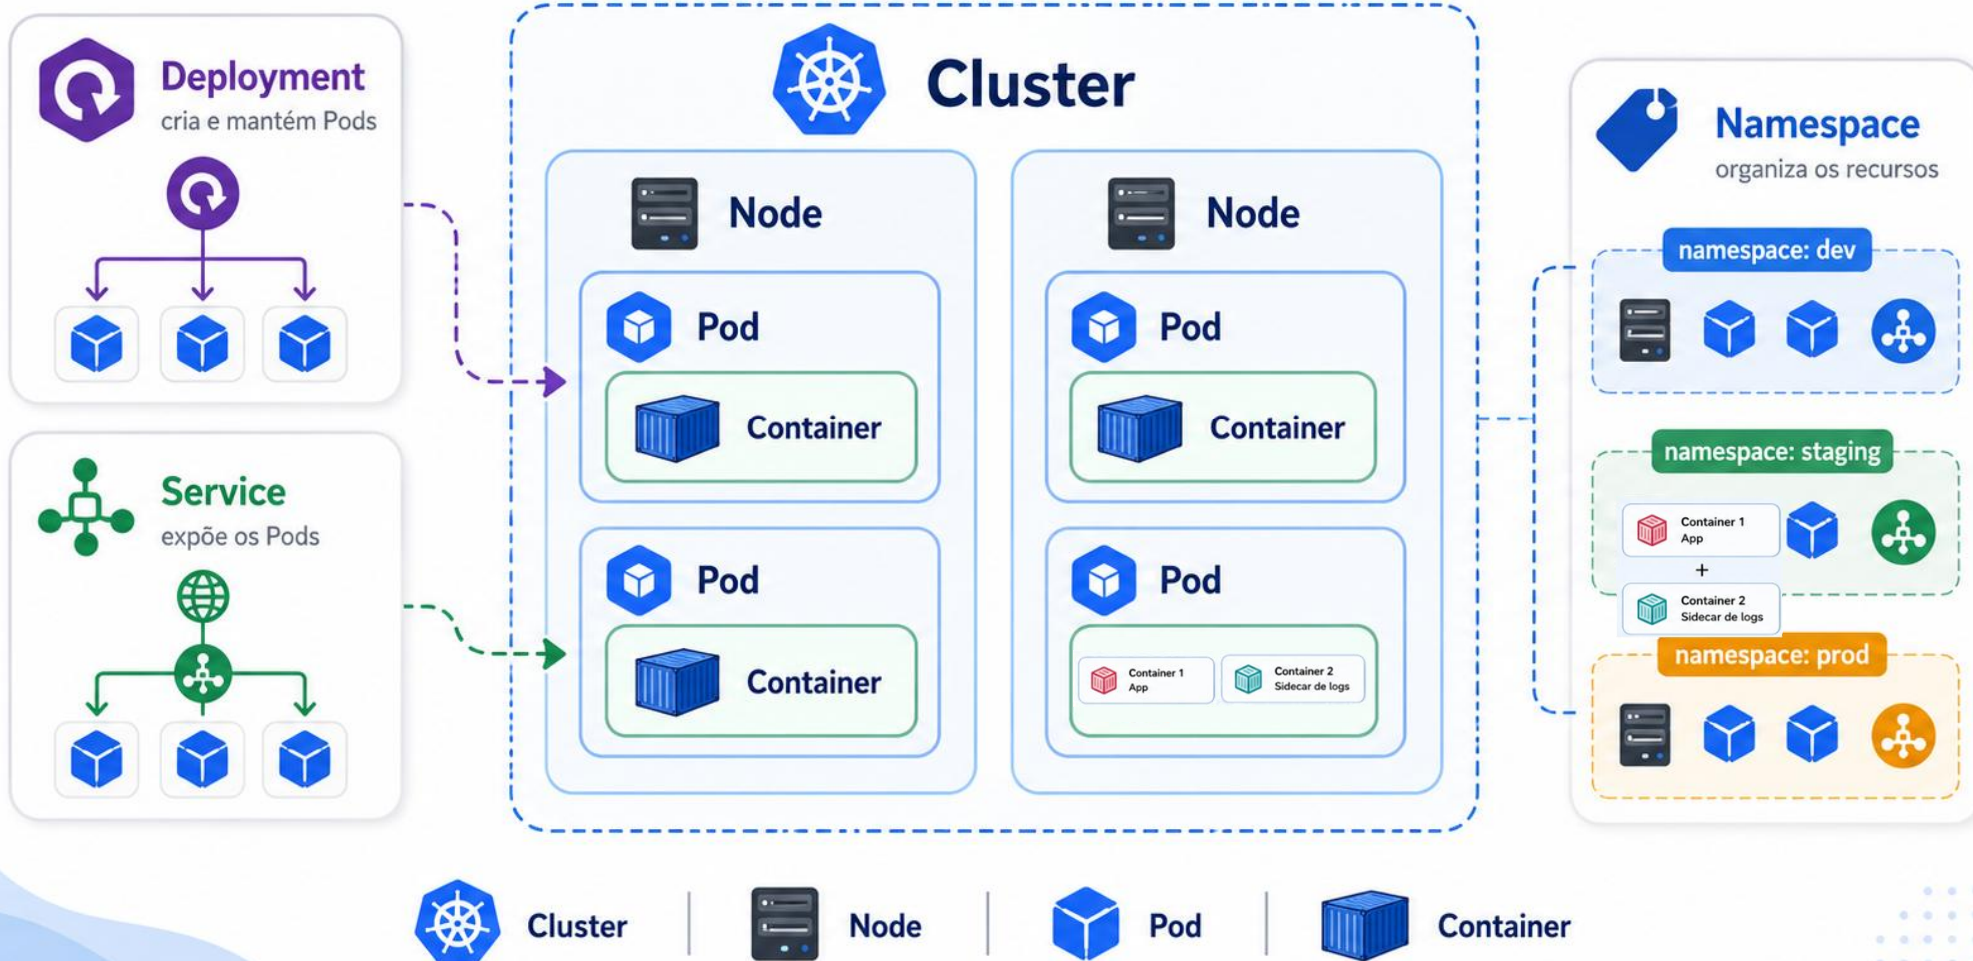 Deployment
cria e mantém Pods
Service
expõe os Pods
Cluster
Node
Pod
Container
Pod
Container
Node
Pod
Container
Pod
Container 1
App
Container 2
Sidecar de logs
Namespace
organiza os recursos
namespace: dev
namespace: staging
Container 1
App
+
Container 2
Sidecar de logs
namespace: prod
Cluster
Node
Pod
Container